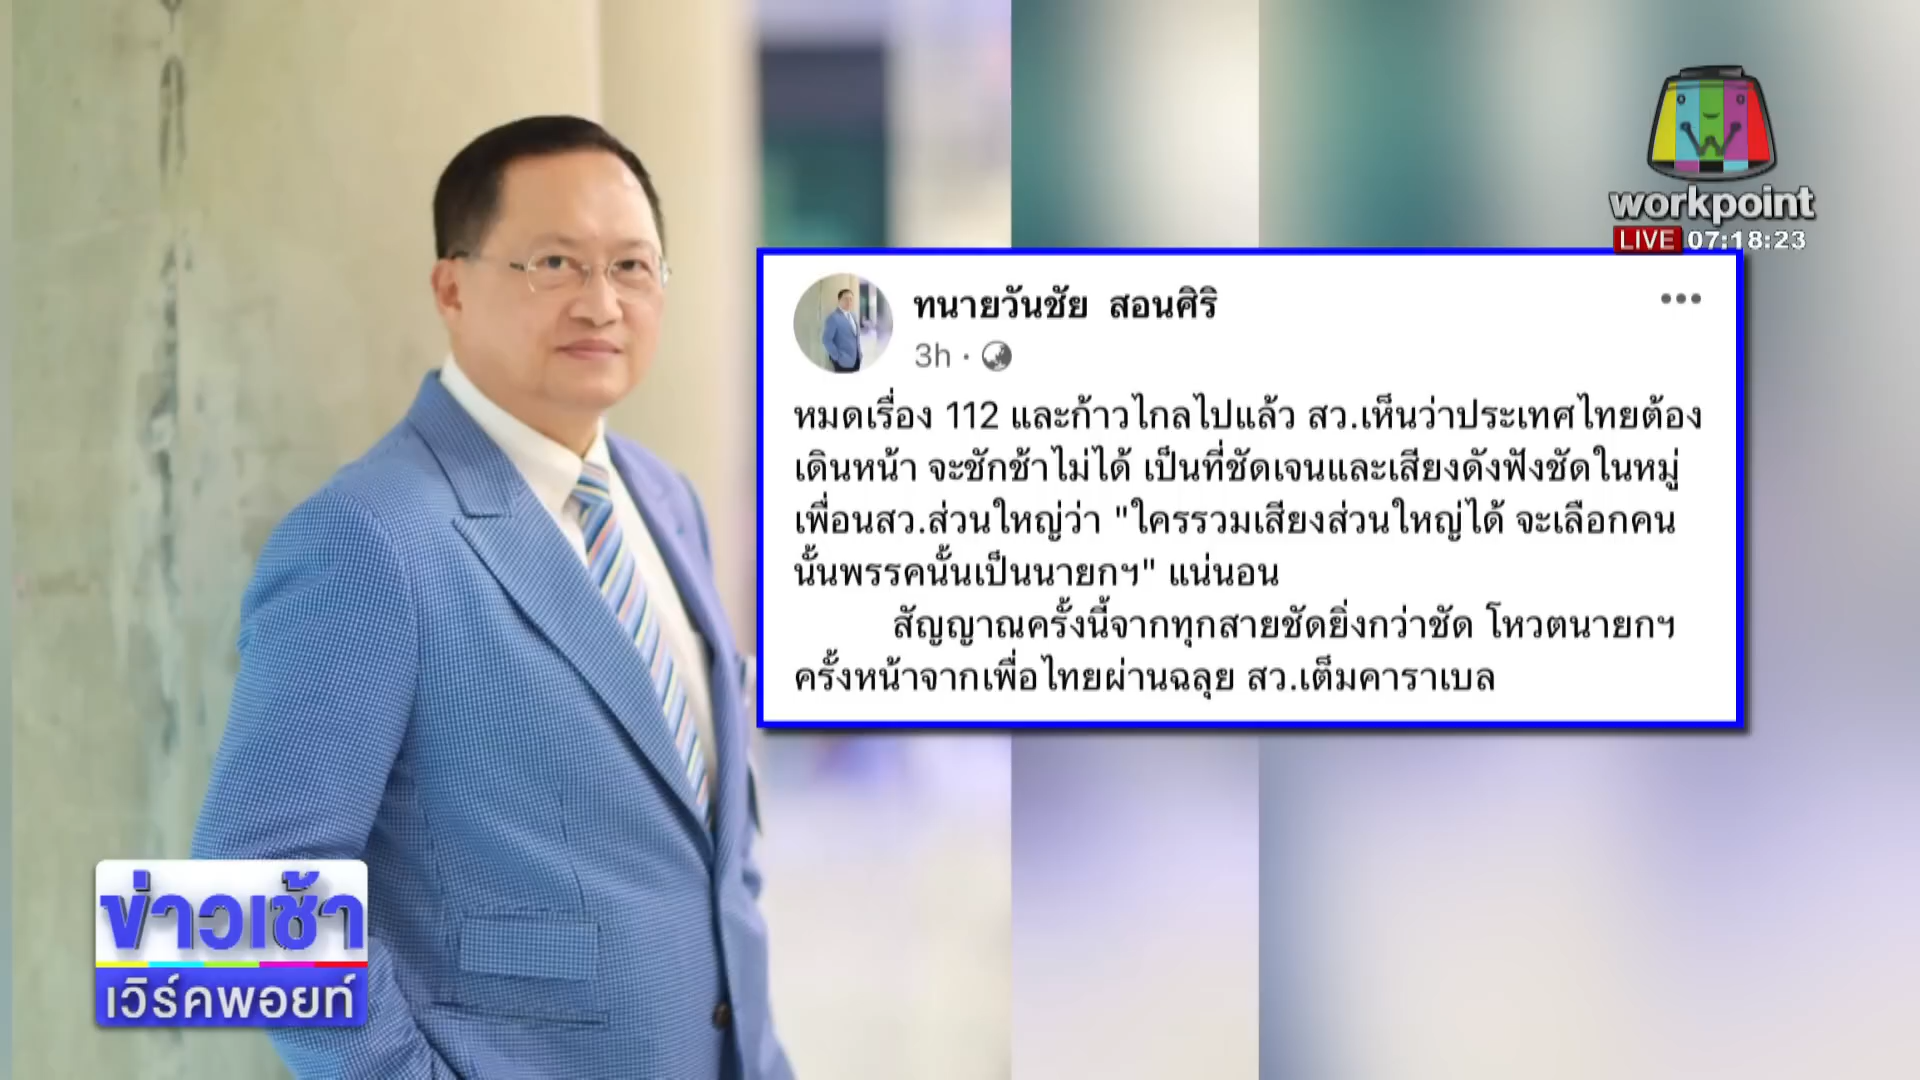 workpoint
LIVE 07:18:23
ทนายวันชัย สอนศิริ
3h
หมดเรื่อง 112 และก้าวไกลไปแล้ว สว.เห็นว่าประเทศไทยต้อง
เดินหน้า จะชักช้าไม่ได้ เป็นที่ชัดเจนและเสียงดังฟังชัดในหมู่
เพื่อนสว.ส่วนใหญ่ว่า "ใครรวมเสียงส่วนใหญ่ได้ จะเลือกคน
นั้นพรรคนั้นเป็นนายกฯ" แน่นอน
สัญญาณครั้งนี้จากทุกสายชัดยิ่งกว่าชัด โหวตนายกฯ
ครั้งหน้าจากเพื่อไทยผ่านฉลุย สว.เต็มคาราเบล
ข่าวเช้า
เวิร์คพอยท์